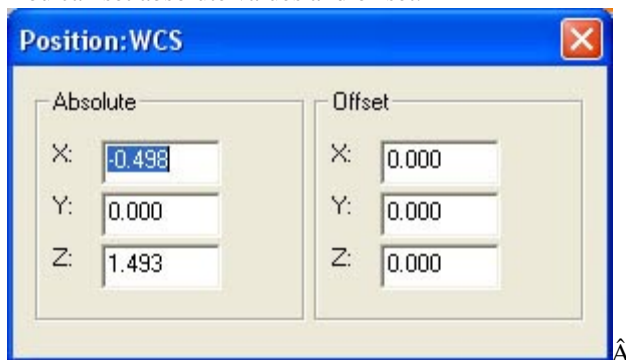 Position:WCS
Absolute
Offset
X: -0.498
X: 0.000
Y: 0.000
Y: 0.000
Z: 1.493
Z: 0.000
Â